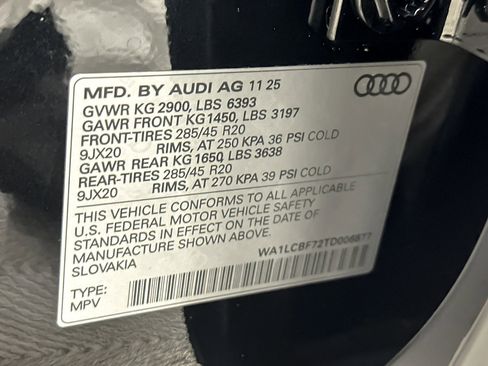 MFD. BY AUDI AG 11 25
GVWR KG 2900, LBS 6393
GAWR FRONT KG 1450, LBS 3197
FRONT-TIRES 285/45 R20
9JX20 RIMS, AT 250 KPA 36 PSI COLD
GAWR REAR KG 1650, LBS 3638
REAR-TIRES 285/45 R20
9JX20 RIMS, AT 270 KPA 39 PSI COLD
THIS VEHICLE CONFORMS TO ALL APPLICABLE
U.S. FEDERAL MOTOR VEHICLE SAFETY
STANDARDS IN EFFECT ON THE DATE OF
MANUFACTURE SHOWN ABOVE.
SLOVAKIA WA1LCBF72TD006877
TYPE:
MPV